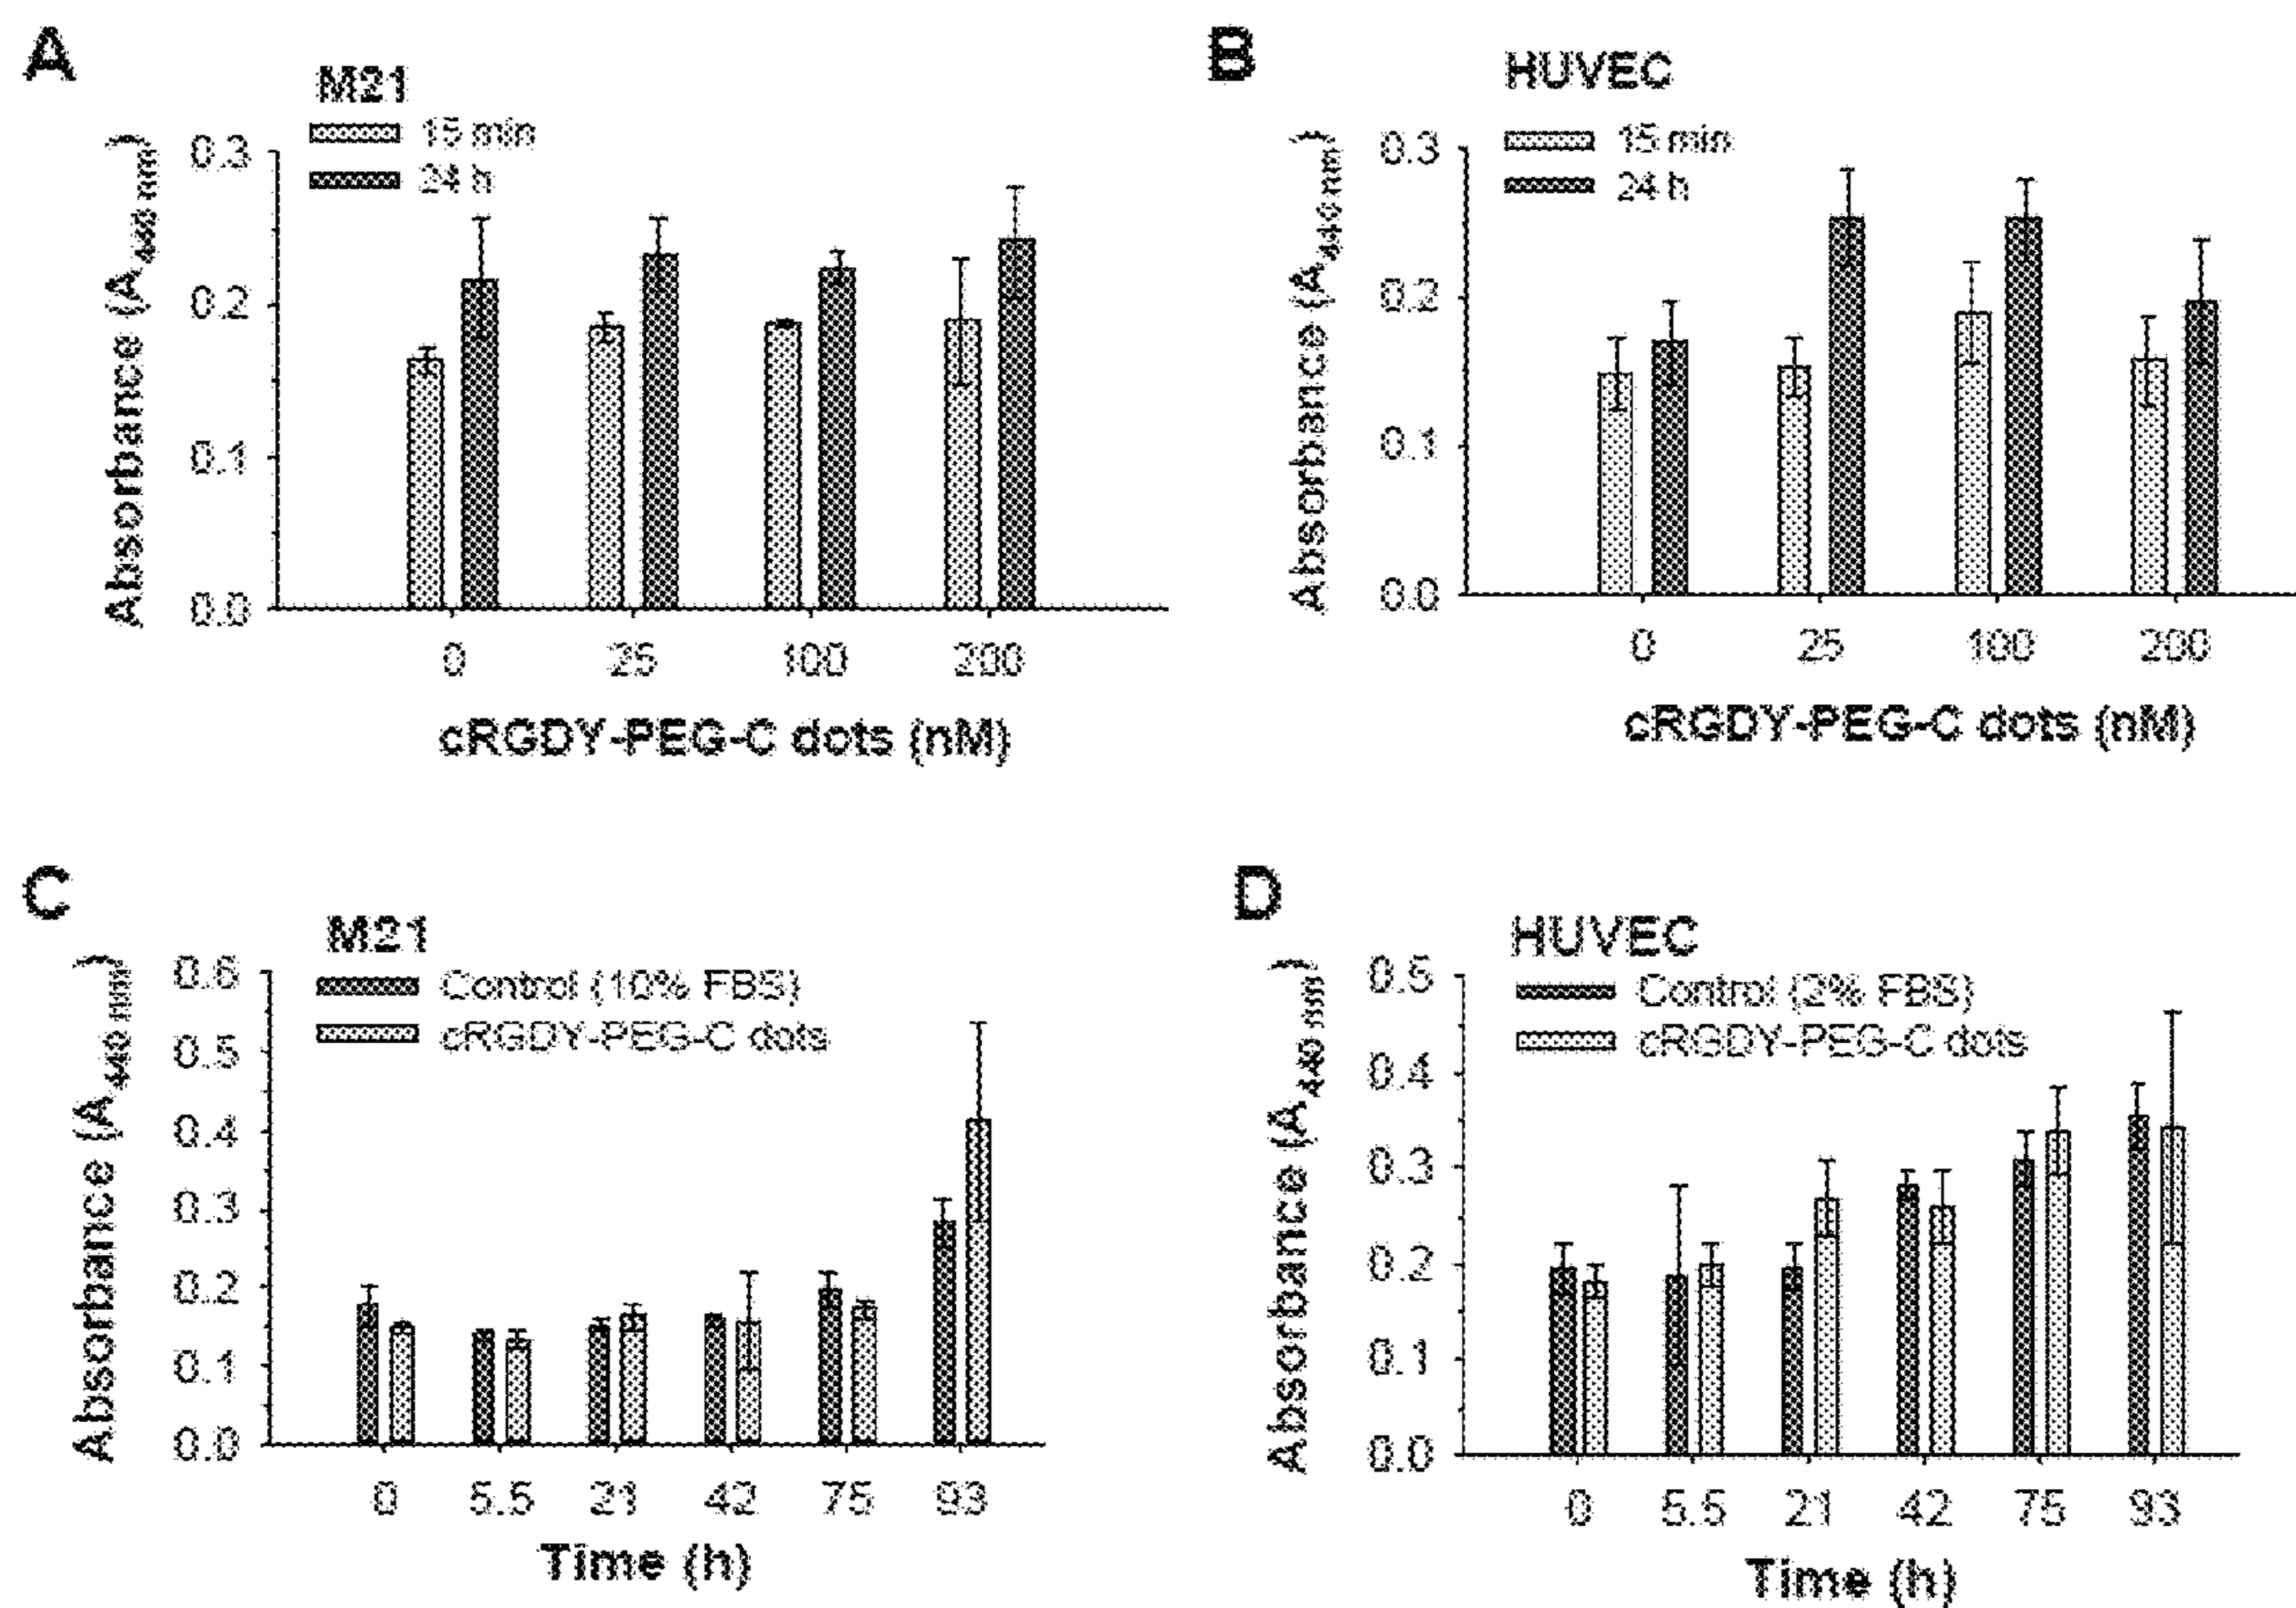 A
M21
15 min
24 h
Absorbance (A440 nm)
0.3
0.2
0.1
0.0
0 25 100 200
cRGDY-PEG-C dots (nM)
B
HUVEC
15 min
24 h
Absorbance (A440 nm)
0.3
0.2
0.1
0.0
0 25 100 200
cRGDY-PEG-C dots (nM)
C
M21
Control (10% FBS)
cRGDY-PEG-C dots
Absorbance (A440 nm)
0.6
0.5
0.4
0.3
0.2
0.1
0.0
0 5.5 21 42 75 93
Time (h)
D
HUVEC
Control (2% FBS)
cRGDY-PEG-C dots
Absorbance (A440 nm)
0.5
0.4
0.3
0.2
0.1
0.0
0 5.5 21 42 75 93
Time (h)